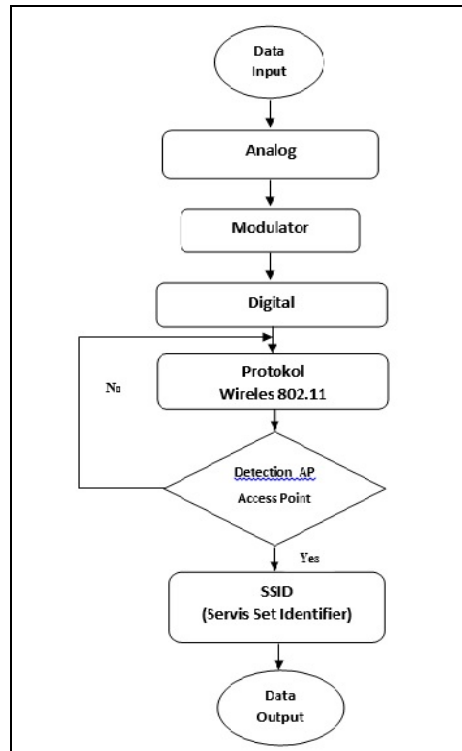 Data
Input
Analog
Modulator
Digital
Protokol
Wireles 802.11
No
Detection AP
Access Point
Yes
SSID
(Servis Set Identifier)
Data
Output